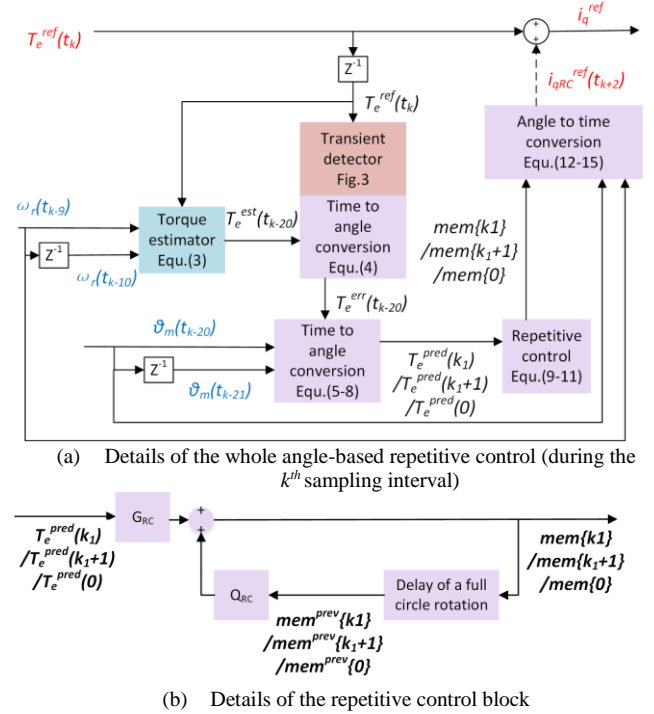 T_e^ref(t_k)
i_q^ref
+
+
Z^-1
i_qRC^ref(t_k+2)
T_e^ref(t_k)
Transient
detector
Fig.3
Angle to time
conversion
Equ.(12-15)
ω_r(t_k-9)
Torque
estimator
Equ.(3)
T_e^est(t_k-20)
Time to
angle
conversion
Equ.(4)
mem{k1}
/mem{k_1+1}
/mem{0}
Z^-1
ω_r(t_k-10)
T_e^err(t_k-20)
ϑ_m(t_k-20)
Time to
angle
conversion
Equ.(5-8)
T_e^pred(k_1)
/T_e^pred(k_1+1)
/T_e^pred(0)
Repetitive
control
Equ.(9-11)
Z^-1
ϑ_m(t_k-21)
(a) Details of the whole angle-based repetitive control (during the
k^th sampling interval)
T_e^pred(k_1)
/T_e^pred(k_1+1)
/T_e^pred(0)
G_RC
+
+
mem{k1}
/mem{k_1+1}
/mem{0}
Q_RC
Delay of a full
circle rotation
mem^prev{k1}
/mem^prev{k_1+1}
/mem^prev{0}
(b) Details of the repetitive control block